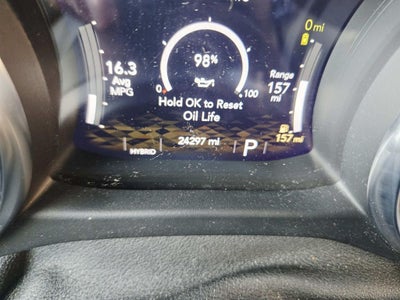 0 mi
98%
16.3
Avg
MPG
0
100
Range
157
mi
Hold OK to Reset
Oil Life
HYBRID
24297 mi
P
157 mi